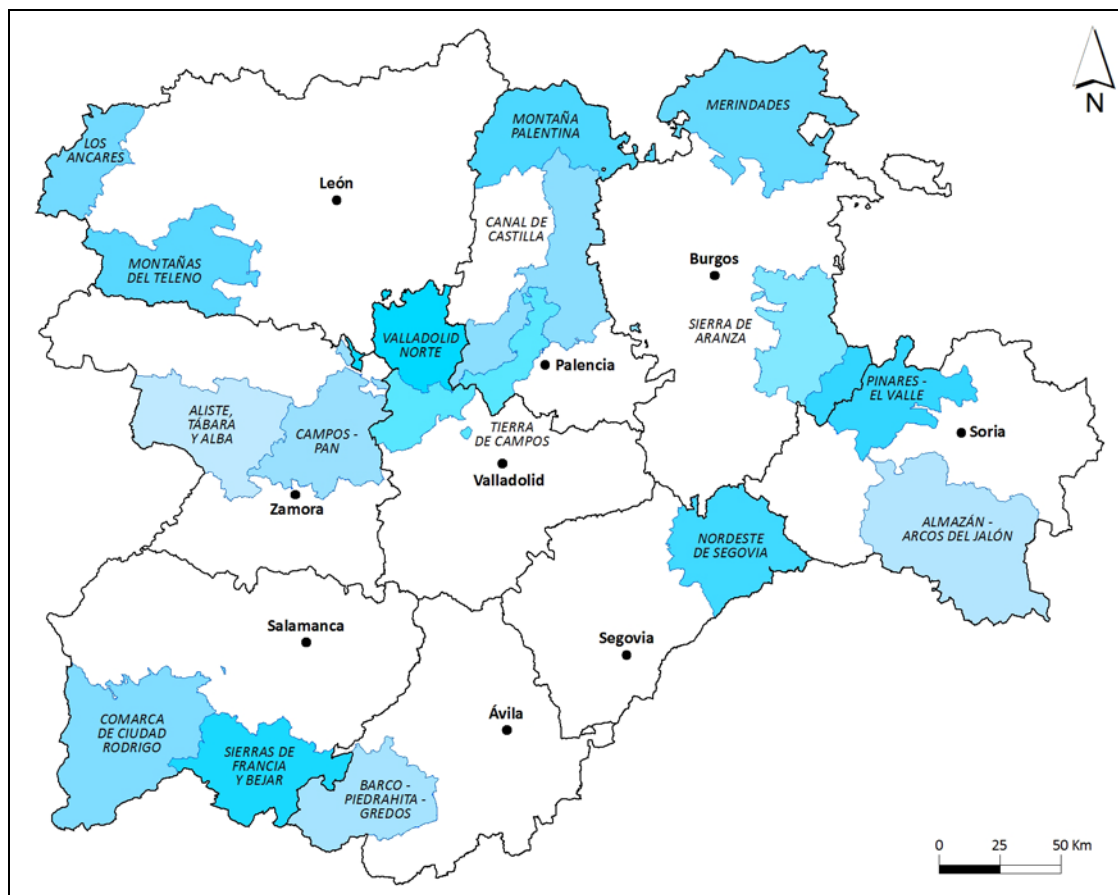 N
MERINDADES
MONTAÑA
PALENTINA
LOS
ANCARES
León
CANAL DE
CASTILLA
MONTAÑAS
DEL TELENO
Burgos
SIERRA DE
ARANZA
VALLADOLID
NORTE
Palencia
PINARES -
EL VALLE
ALISTE,
TÁBARA
Y ALBA
CAMPOS -
PAN
TIERRA
DE CAMPOS
Soria
Valladolid
Zamora
ALMAZÁN -
ARCOS DEL JALÓN
NORDESTE
DE SEGOVIA
Salamanca
Segovia
COMARCA
DE CIUDAD
RODRIGO
Ávila
SIERRAS DE
FRANCIA
Y BEJAR
BARCO -
PIEDRAHITA -
GREDOS
0 25 50 Km